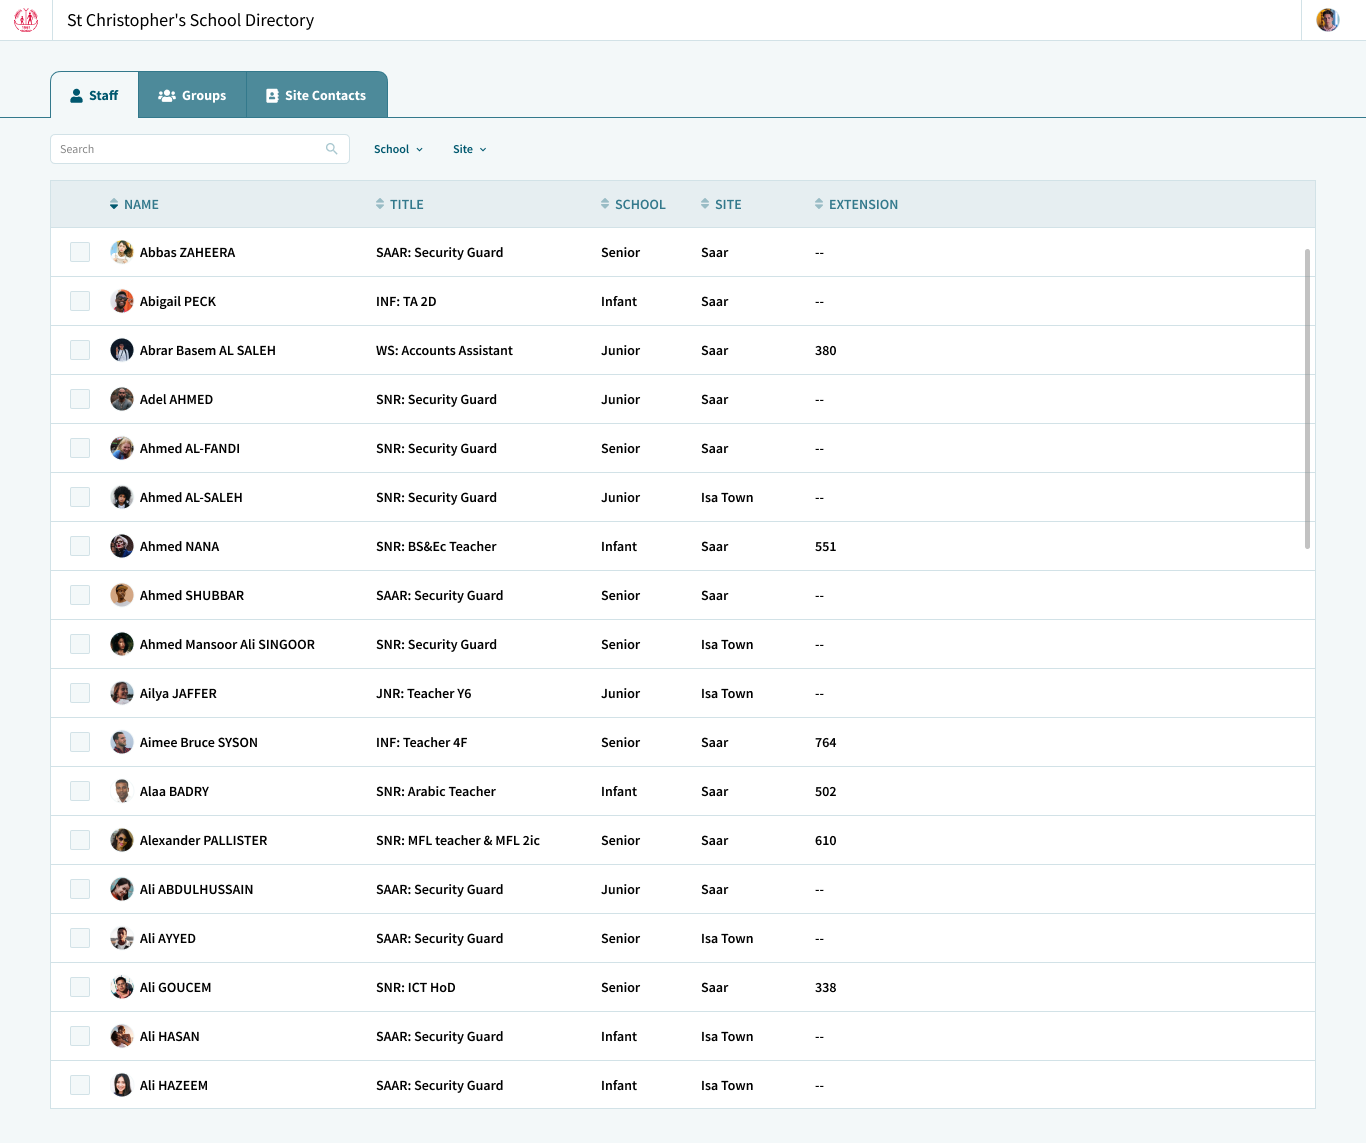 St Christopher's School Directory
Staff Groups Site Contacts
Search School Site
NAME TITLE SCHOOL SITE EXTENSION
Abbas ZAHEERA SAAR: Security Guard Senior Saar --
Abigail PECK INF: TA 2D Infant Saar --
Abrar Basem AL SALEH WS: Accounts Assistant Junior Saar 380
Adel AHMED SNR: Security Guard Junior Saar --
Ahmed AL-FANDI SNR: Security Guard Senior Saar --
Ahmed AL-SALEH SNR: Security Guard Junior Isa Town --
Ahmed NANA SNR: BS&Ec Teacher Infant Saar 551
Ahmed SHUBBAR SAAR: Security Guard Senior Saar --
Ahmed Mansoor Ali SINGOOR SNR: Security Guard Senior Isa Town --
Ailya JAFFER JNR: Teacher Y6 Junior Isa Town --
Aimee Bruce SYSON INF: Teacher 4F Senior Saar 764
Alaa BADRY SNR: Arabic Teacher Infant Saar 502
Alexander PALLISTER SNR: MFL teacher & MFL 2ic Senior Saar 610
Ali ABDULHUSSAIN SAAR: Security Guard Junior Saar --
Ali AYYED SAAR: Security Guard Senior Isa Town --
Ali GOUCEM SNR: ICT HoD Senior Saar 338
Ali HASAN SAAR: Security Guard Infant Isa Town --
Ali HAZEEM SAAR: Security Guard Infant Isa Town --